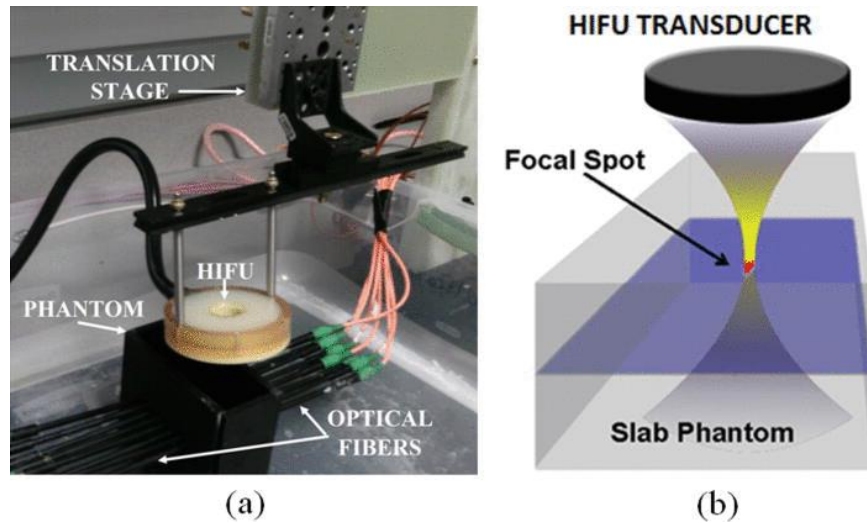 TRANSLATION
STAGE
HIFU
PHANTOM
OPTICAL
FIBERS
(a)
HIFU TRANSDUCER
Focal Spot
Slab Phantom
(b)